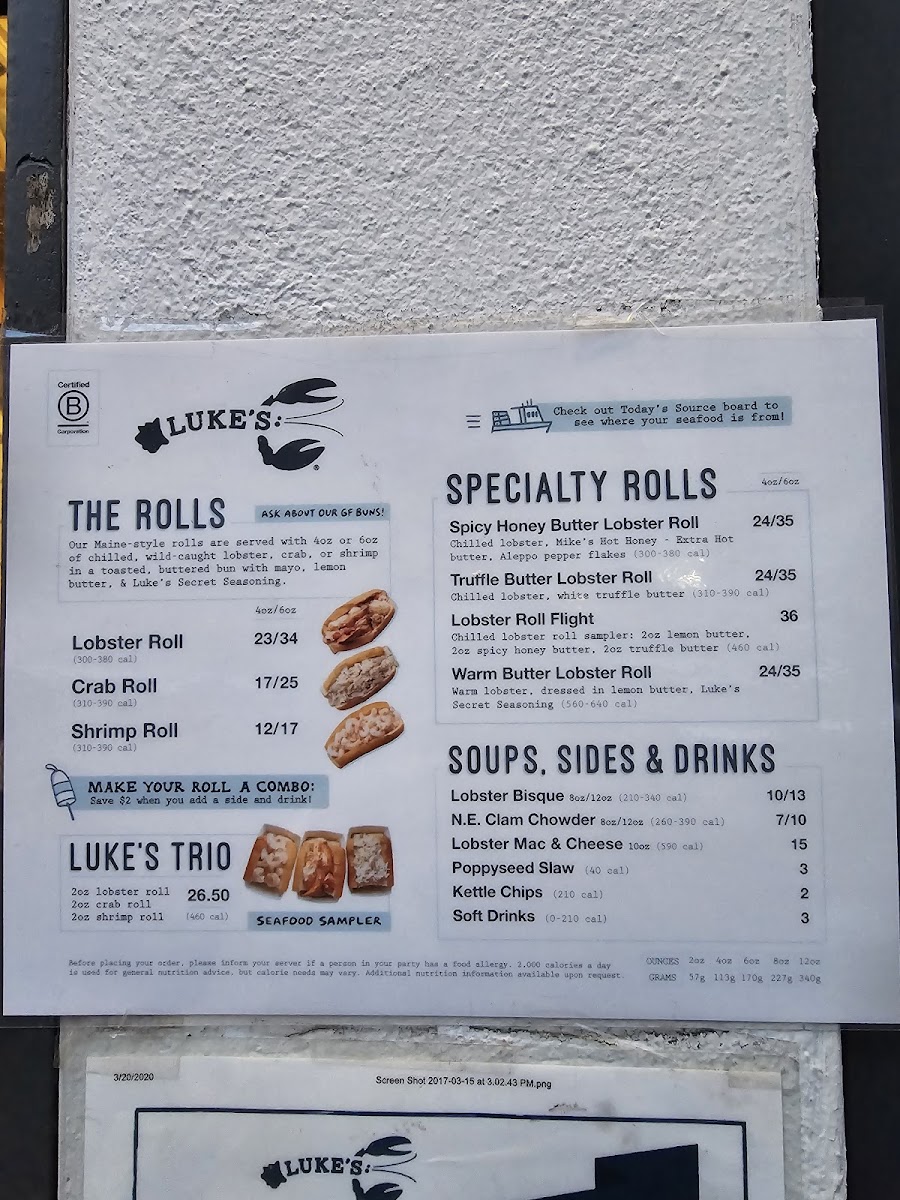 Certified
B
Corporation
LUKE'S:
®
Check out Today's Source board to
see where your seafood is from!
THE ROLLS
ASK ABOUT OUR GF BUNS!
Our Maine-style rolls are served with 4oz or 6oz
of chilled, wild-caught lobster, crab, or shrimp
in a toasted, buttered bun with mayo, lemon
butter, & Luke's Secret Seasoning.
4oz/6oz
Lobster Roll 23/34
(300-380 cal)
Crab Roll 17/25
(310-590 cal)
Shrimp Roll 12/17
(310-390 cal)
MAKE YOUR ROLL A COMBO:
Save $2 when you add a side and drink!
LUKE'S TRIO
2oz lobster roll
2oz crab roll
2oz shrimp roll
26.50
(460 cal)
SEAFOOD SAMPLER
SPECIALTY ROLLS
4oz/6oz
Spicy Honey Butter Lobster Roll 24/35
Chilled lobster, Mike's Hot Honey - Extra Hot
butter, Aleppo pepper flakes (300-380 cal)
Truffle Butter Lobster Roll 24/35
Chilled lobster, white truffle butter (310-390 cal)
Lobster Roll Flight 36
Chilled lobster roll sampler: 2oz lemon butter,
2oz spicy honey butter, 2oz truffle butter (460 cal)
Warm Butter Lobster Roll 24/35
Warm lobster, dressed in lemon butter, Luke's
Secret Seasoning (560-640 cal)
SOUPS, SIDES & DRINKS
Lobster Bisque 8oz/12oz (210-340 cal) 10/13
N.E. Clam Chowder 8oz/12oz (260-390 cal) 7/10
Lobster Mac & Cheese 10oz (590 cal) 15
Poppyseed Slaw (40 cal) 3
Kettle Chips (210 cal) 2
Soft Drinks (0-210 cal) 3
Before placing your order, please inform your server if a person in your party has a food allergy. 2,000 calories a day
is used for general nutrition advice, but calorie needs may vary. Additional nutrition information available upon request.
OUNCES 2oz 4oz 6oz 8oz 12oz
GRAMS 57g 113g 170g 227g 340g
3/20/2020
Screen Shot 2017-03-15 at 3.02.43 PM.png
LUKE'S: